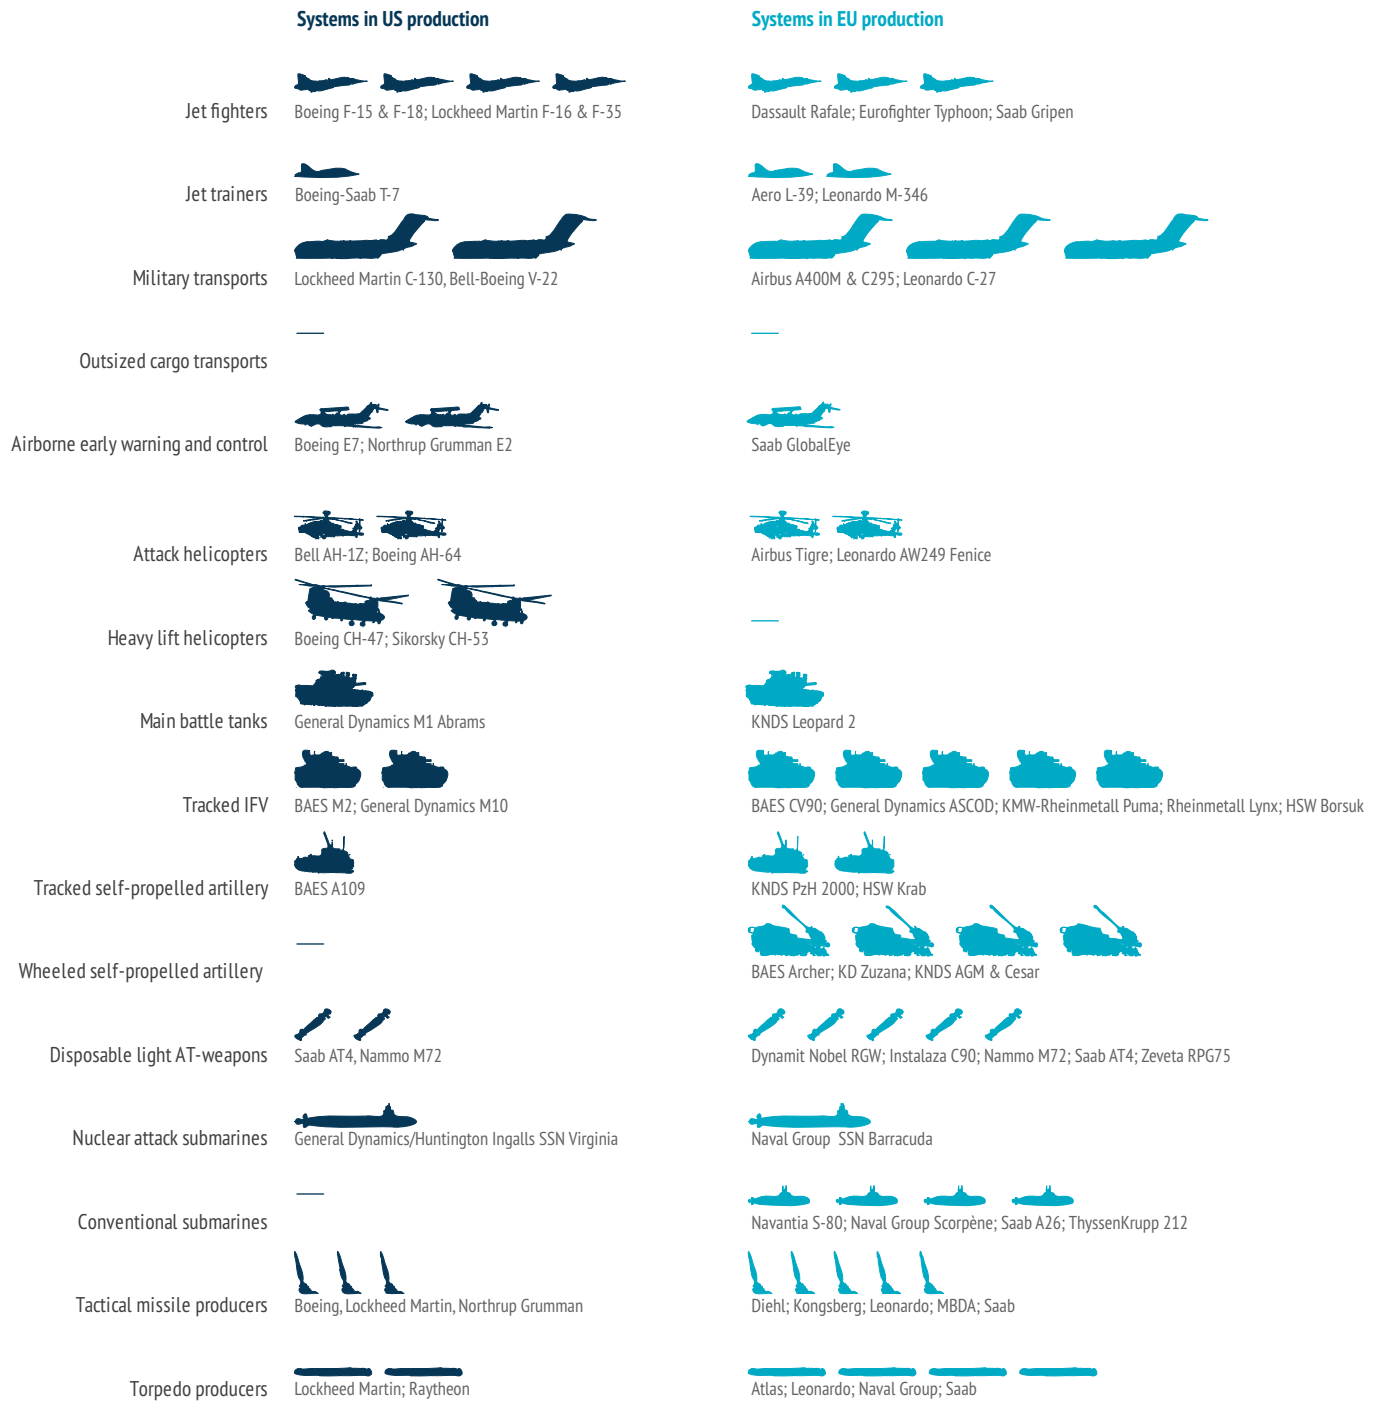 Systems in US production Systems in EU production
Jet fighters Boeing F-15 & F-18; Lockheed Martin F-16 & F-35 Dassault Rafale; Eurofighter Typhoon; Saab Gripen
Jet trainers Boeing-Saab T-7 Aero L-39; Leonardo M-346
Military transports Lockheed Martin C-130, Bell-Boeing V-22 Airbus A400M & C295; Leonardo C-27
— —
Outsized cargo transports
Airborne early warning and control Boeing E7; Northrup Grumman E2 Saab GlobalEye
Attack helicopters Bell AH-1Z; Boeing AH-64 Airbus Tigre; Leonardo AW249 Fenice
—
Heavy lift helicopters Boeing CH-47; Sikorsky CH-53
Main battle tanks General Dynamics M1 Abrams KNDS Leopard 2
Tracked IFV BAES M2; General Dynamics M10 BAES CV90; General Dynamics ASCOD; KMW-Rheinmetall Puma; Rheinmetall Lynx; HSW Borsuk
Tracked self-propelled artillery BAES A109 KNDS PzH 2000; HSW Krab
—
Wheeled self-propelled artillery BAES Archer; KD Zuzana; KNDS AGM & Cesar
Disposable light AT-weapons Saab AT4, Nammo M72 Dynamit Nobel RGW; Instalaza C90; Nammo M72; Saab AT4; Zeveta RPG75
Nuclear attack submarines General Dynamics/Huntington Ingalls SSN Virginia Naval Group SSN Barracuda
—
Conventional submarines Navantia S-80; Naval Group Scorpène; Saab A26; ThyssenKrupp 212
Tactical missile producers Boeing, Lockheed Martin, Northrup Grumman Diehl; Kongsberg; Leonardo; MBDA; Saab
Torpedo producers Lockheed Martin; Raytheon Atlas; Leonardo; Naval Group; Saab